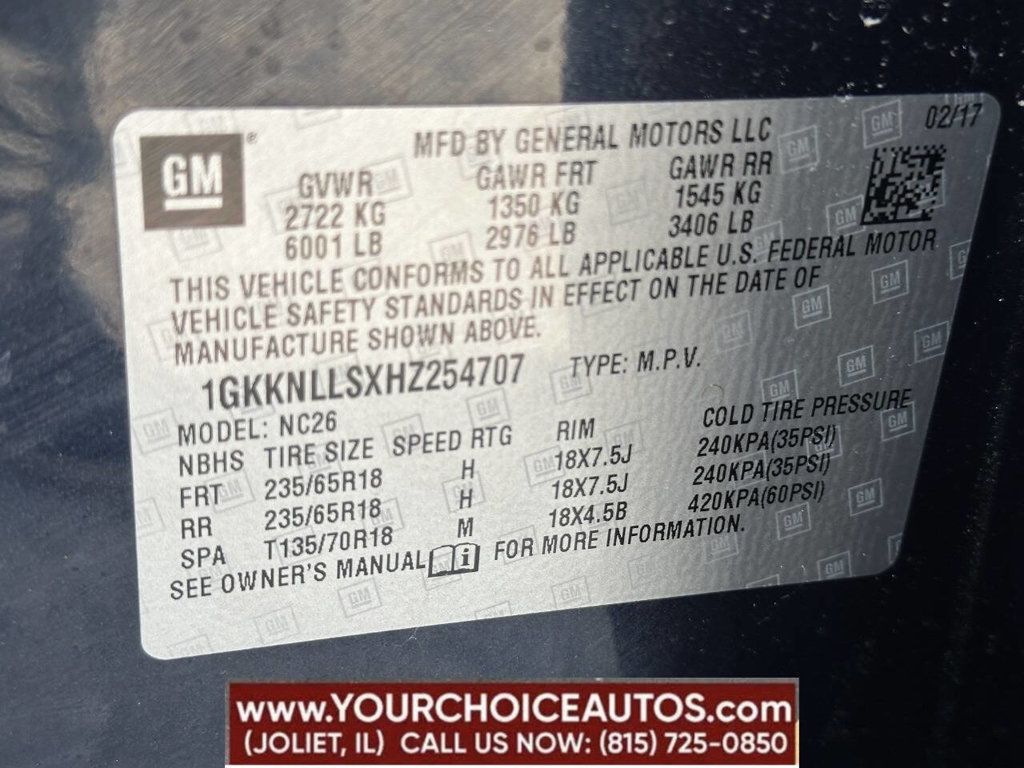 GM ®
MFD BY GENERAL MOTORS LLC 02/17
GVWR GAWR FRT GAWR RR
2722 KG 1350 KG 1545 KG
6001 LB 2976 LB 3406 LB
THIS VEHICLE CONFORMS TO ALL APPLICABLE U.S. FEDERAL MOTOR
VEHICLE SAFETY STANDARDS IN EFFECT ON THE DATE OF
MANUFACTURE SHOWN ABOVE.
1GKKNLLSXHZ254707 TYPE: M.P.V.
MODEL: NC26
NBHS TIRE SIZE SPEED RTG RIM COLD TIRE PRESSURE
FRT 235/65R18 H 18X7.5J 240KPA(35PSI)
RR 235/65R18 H 18X7.5J 240KPA(35PSI)
SPA T135/70R18 M 18X4.5B 420KPA(60PSI)
SEE OWNER'S MANUAL i FOR MORE INFORMATION.
www.YOURCHOICEAUTOS.com
(JOLIET, IL) CALL US NOW: (815) 725-0850